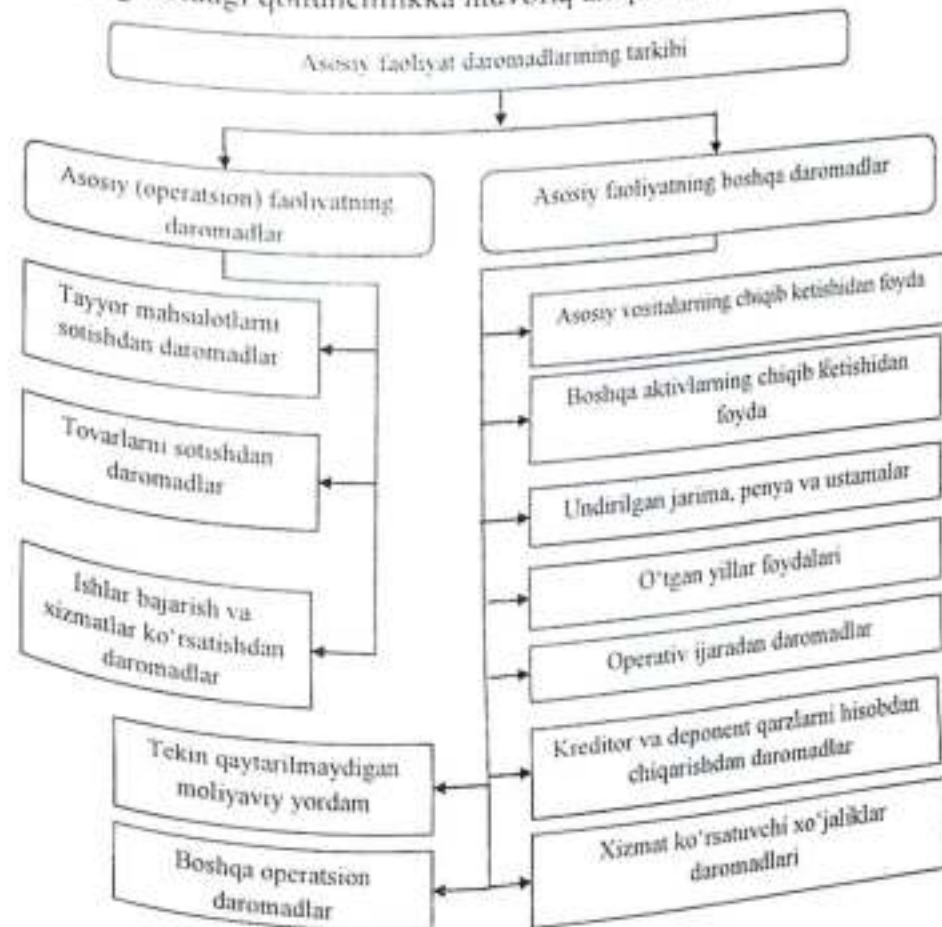 qonunchilikka muvofiq
Asosiy faoliyat daromadlarining tarkibi
Asosiy (operatsion) faoliyatning
daromadlar
Asosiy faoliyatning boshqa daromadlar
Tayyor mahsulotlarni
sotishdan daromadlar
Tovarlarni sotishdan
daromadlar
Ishlar bajarish va
xizmatlar ko‘rsatishdan
daromadlar
Asosiy vositalarning chiqib ketishidan foyda
Boshqa aktivlarning chiqib ketishidan
foyda
Undirilgan jarima, penya va ustamalar
O‘tgan yillar foydalari
Operativ ijaradan daromadlar
Kreditor va deponent qarzlarni hisobdan
chiqarishdan daromadlar
Xizmat ko‘rsatuvchi xo‘jaliklar
daromadlari
Tekin qaytarilmaydigan
moliyaviy yordam
Boshqa operatsion
daromadlar